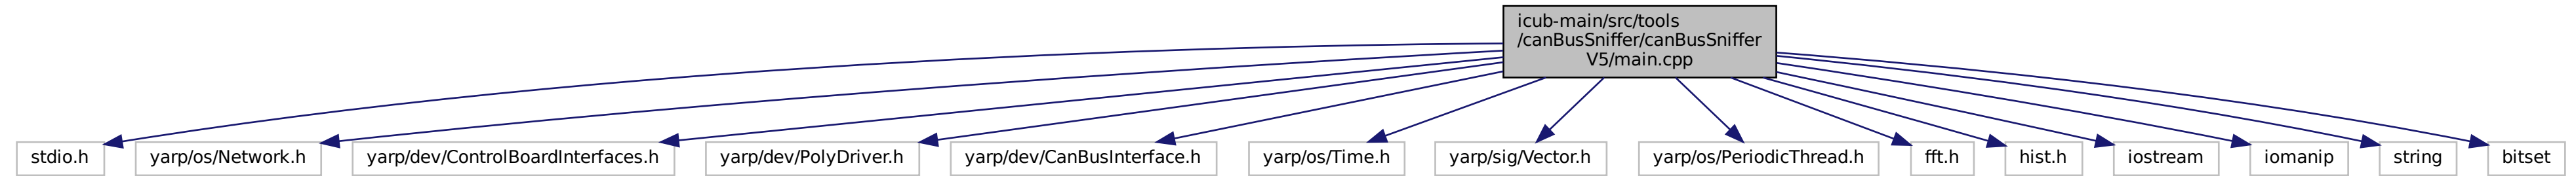 icub-main/src/tools
/canBusSniffer/canBusSniffer
V5/main.cpp
stdio.h
yarp/os/Network.h
yarp/dev/ControlBoardInterfaces.h
yarp/dev/PolyDriver.h
yarp/dev/CanBusInterface.h
yarp/os/Time.h
yarp/sig/Vector.h
yarp/os/PeriodicThread.h
fft.h
hist.h
iostream
iomanip
string
bitset